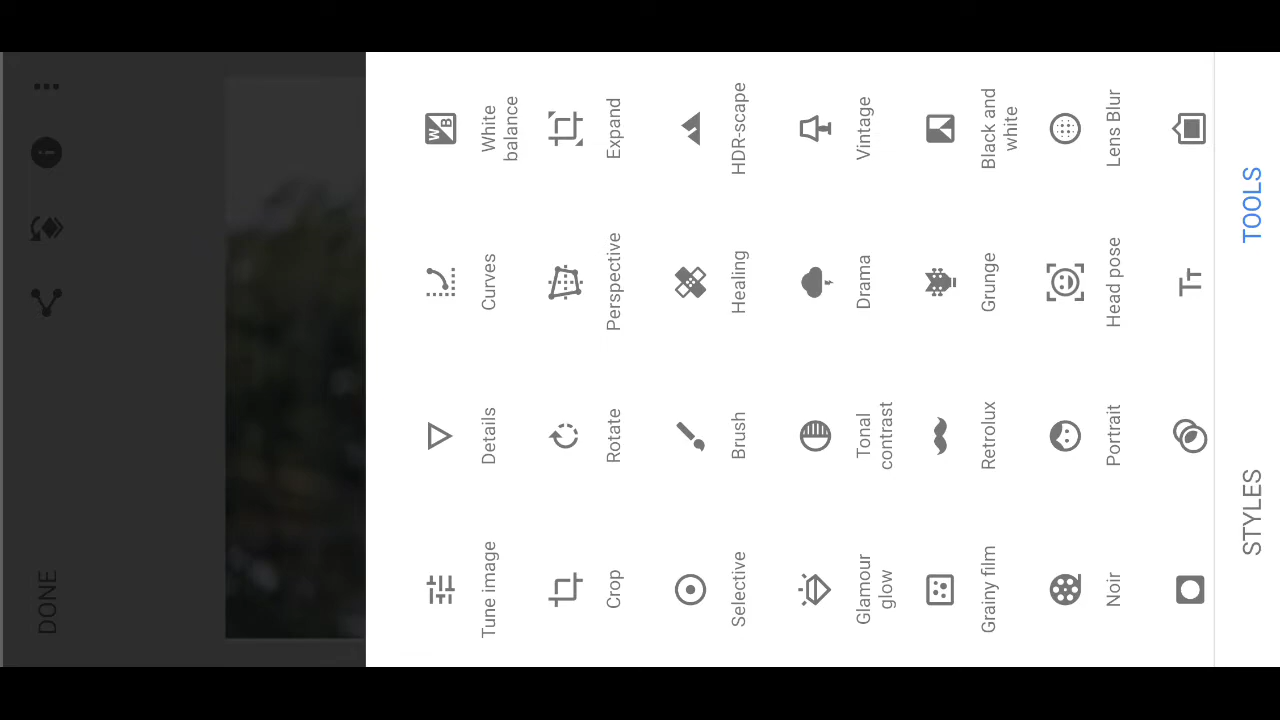 DONE
Tune image
Details
Curves
White
balance
Crop
Rotate
Perspective
Expand
Selective
Brush
Healing
HDR-scape
Glamour
glow
Tonal
contrast
Drama
Vintage
Grainy film
Retrolux
Grunge
Black and
white
Noir
Portrait
Head pose
Lens Blur
STYLES
TOOLS